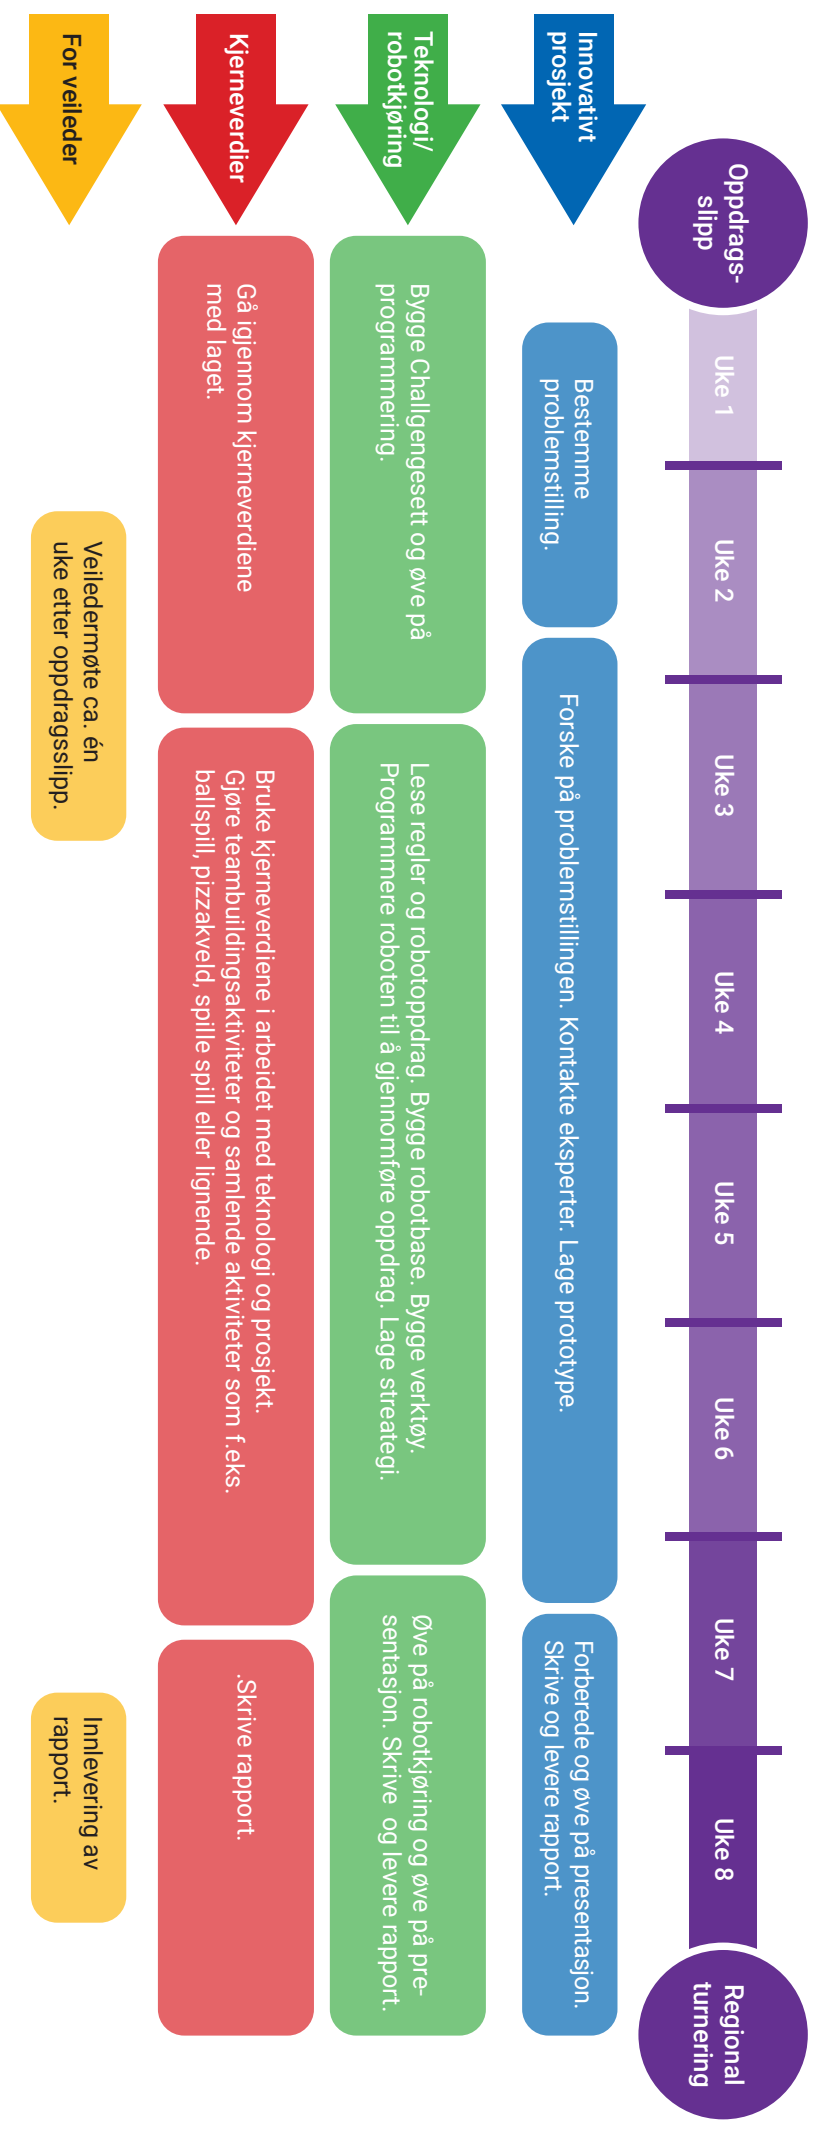 Oppdrags-
slipp
Uke 1
Uke 2
Uke 3
Uke 4
Uke 5
Uke 6
Uke 7
Uke 8
Regional
turnering
Innovativt
prosjekt
Bestemme
problemstilling.
Forske på problemstillingen. Kontakte eksperter. Lage prototype.
Forberede og øve på presentasjon.
Skrive og levere rapport.
Teknologi/
robotkjøring
Bygge Challgengesett og øve på
programmering.
Lese regler og robotoppdrag. Bygge robotbase. Bygge verktøy.
Programmere roboten til å gjennomføre oppdrag. Lage streategi.
Øve på robotkjøring og øve på pre-
sentasjon. Skrive  og levere rapport.
Kjerneverdier
Gå igjennom kjerneverdiene
med laget.
Bruke kjerneverdiene i arbeidet med teknologi og prosjekt.
Gjøre teambuildingsaktiviteter og samlende aktiviteter som f.eks.
ballspill, pizzakveld, spille spill eller lignende.
.Skrive rapport.
For veileder
Veiledermøte ca. én
uke etter oppdragsslipp.
Innlevering av
rapport.